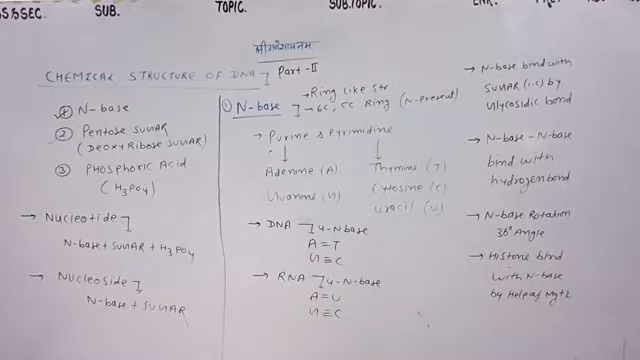 SUB. TOPIC. SUB.TOPIC.
CHEMICAL STRUCTURE OF DNA] Part-II
① N-base
② Pentose SUGAR
(Deoxy Ribose SUGAR)
③ PHOSPHORIC ACID
(H₃PO₄)
→ Nucleotide]
N-base + SUGAR + H₃PO₄
→ Nucleoside]
N-base + SUGAR
① N-base] → Ring like str.
→ 6C, 5C Ring (N-present)
→ Purine & Pyrimidine
Adenine (A) Thymine (T)
Guanine (G) Cytosine (C)
Uracil (U)
→ DNA ] 4-N base
A = T
G ≡ C
→ RNA ] 4-N-base
A = U
G ≡ C
→ N-base bind with
SUGAR (1-C) by
Glycosidic bond
→ N-base-N-base
bind with
hydrogen bond
→ N-base Rotation
36° Angle
→ Histone bind
with N-base
by Help of Mg+2